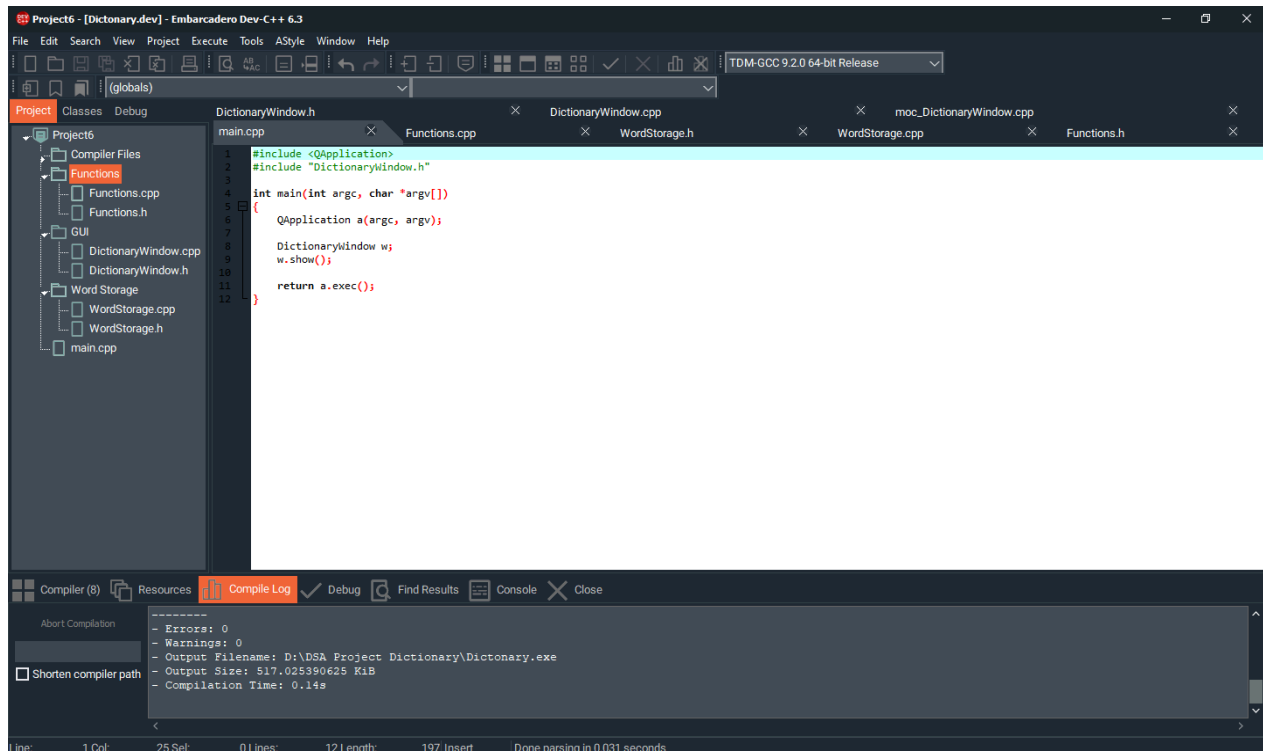 Project6 - [Dictonary.dev] - Embarcadero Dev-C++ 6.3
File Edit Search View Project Execute Tools AStyle Window Help
TDM-GCC 9.2.0 64-bit Release
(globals)
Project Classes Debug
DictionaryWindow.h DictionaryWindow.cpp moc_DictionaryWindow.cpp
main.cpp Functions.cpp WordStorage.h WordStorage.cpp Functions.h
Project6
Compiler Files
Functions
Functions.cpp
Functions.h
GUI
DictionaryWindow.cpp
DictionaryWindow.h
Word Storage
WordStorage.cpp
WordStorage.h
main.cpp
1 #include <QApplication>
2 #include "DictionaryWindow.h"
3
4 int main(int argc, char *argv[])
5 {
6 QApplication a(argc, argv);
7
8 DictionaryWindow w;
9 w.show();
10
11 return a.exec();
12 }
Compiler (8) Resources Compile Log Debug Find Results Console Close
Abort Compilation
Shorten compiler path
--------
- Errors: 0
- Warnings: 0
- Output Filename: D:\DSA Project Dictionary\Dictonary.exe
- Output Size: 517.025390625 KiB
- Compilation Time: 0.14s
Line: 1 Col: 25 Sel: 0 Lines: 12 Length: 197 Insert Done parsing in 0.031 seconds